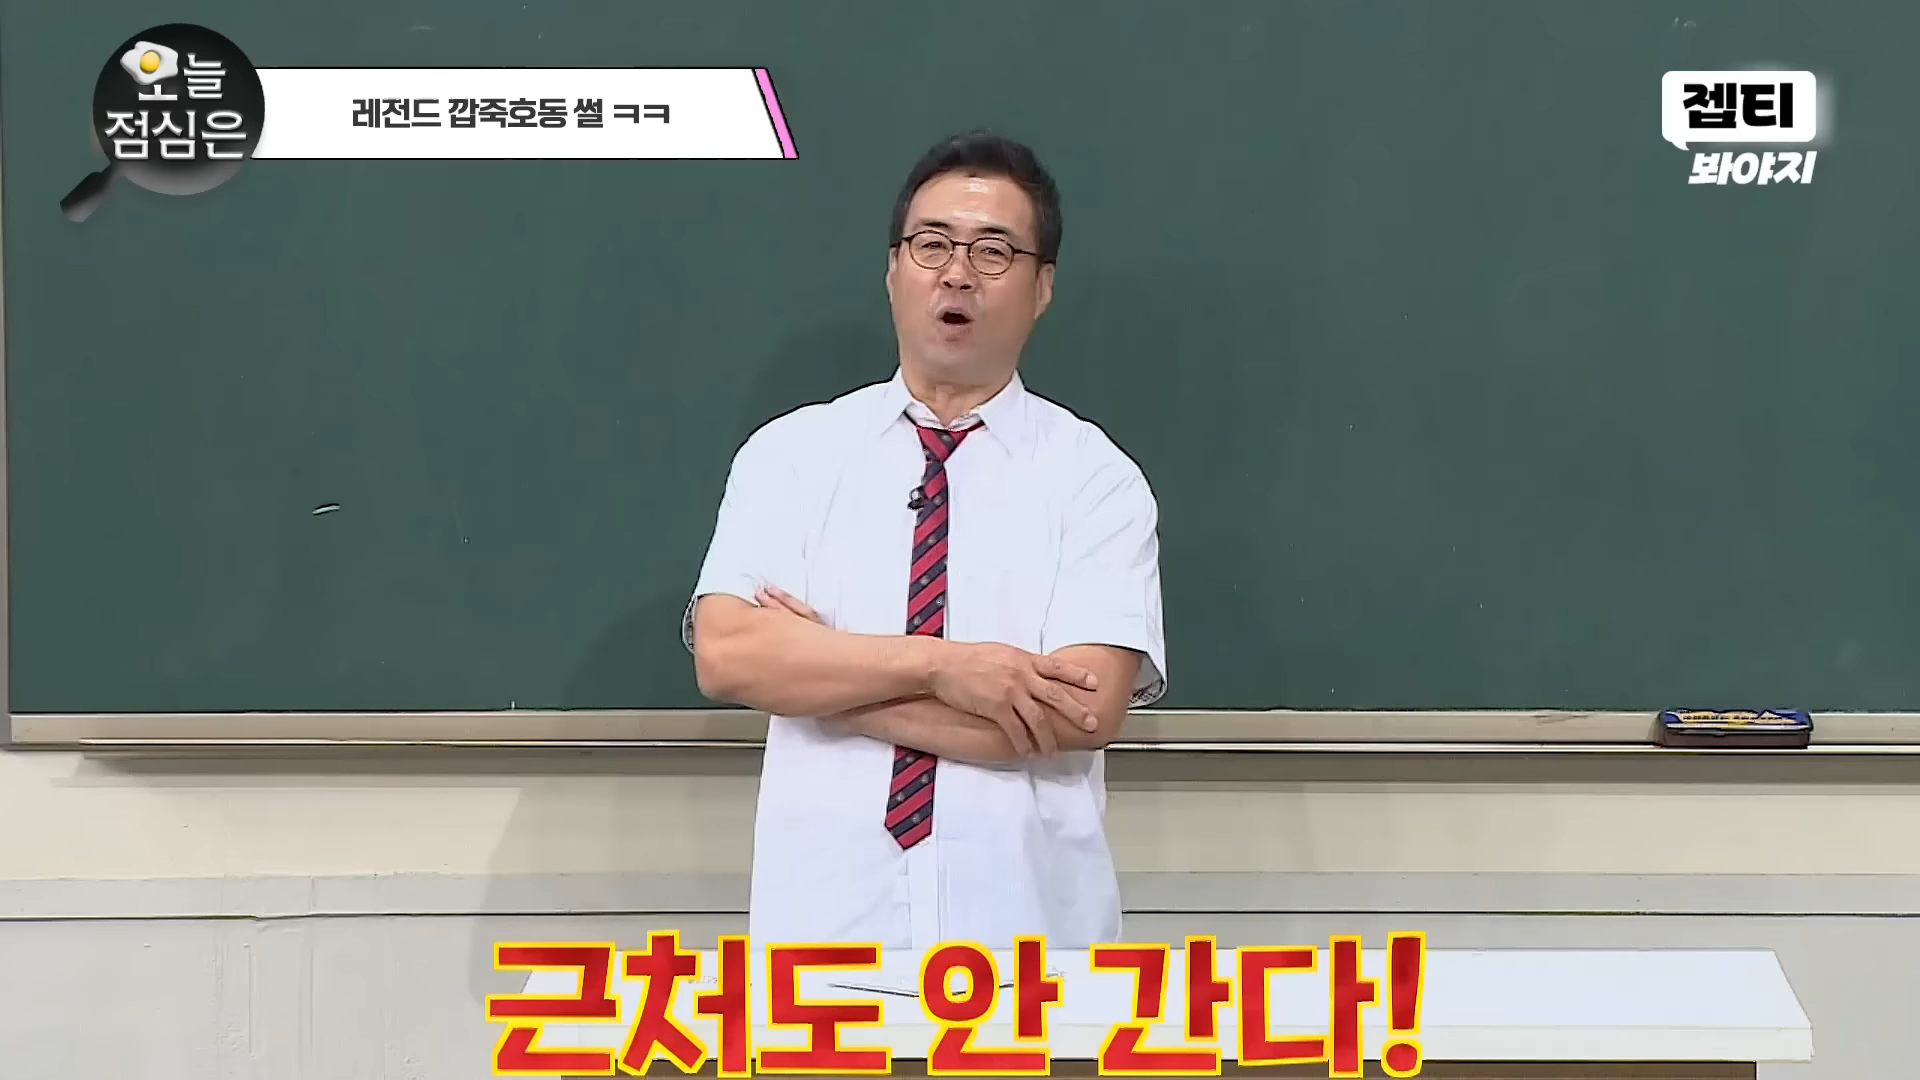 오늘
점심은
레전드 깝죽호동 썰 ㅋㅋ
젭티
봐야지
근처도 안 간다!